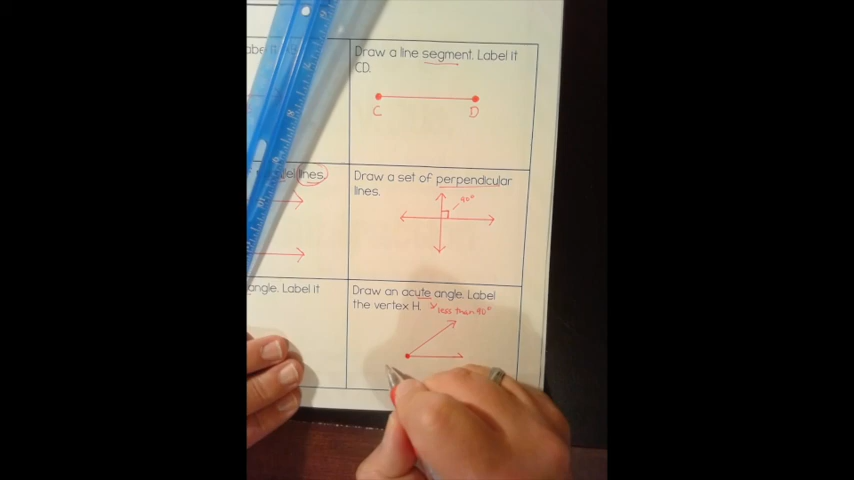 Draw a line segment. Label it
CD.
C D
lines.
Draw a set of perpendicular
lines.
90°
angle. Label it
Draw an acute angle. Label
the vertex H.
less than 90°